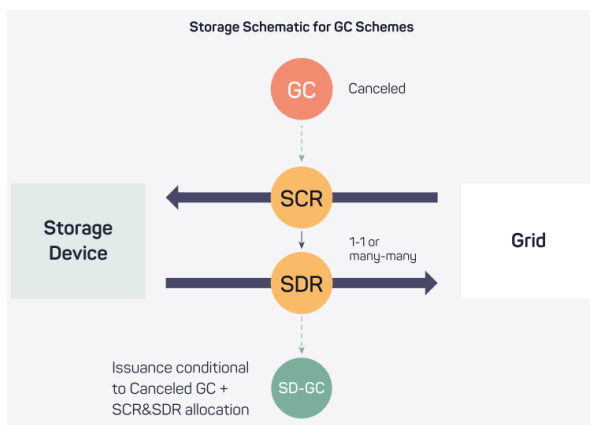 Storage Schematic for GC Schemes
GC
Canceled
SCR
Storage
Device
1-1 or
many-many
Grid
SDR
Issuance conditional
to Canceled GC +
SCR&SDR allocation
SD-GC